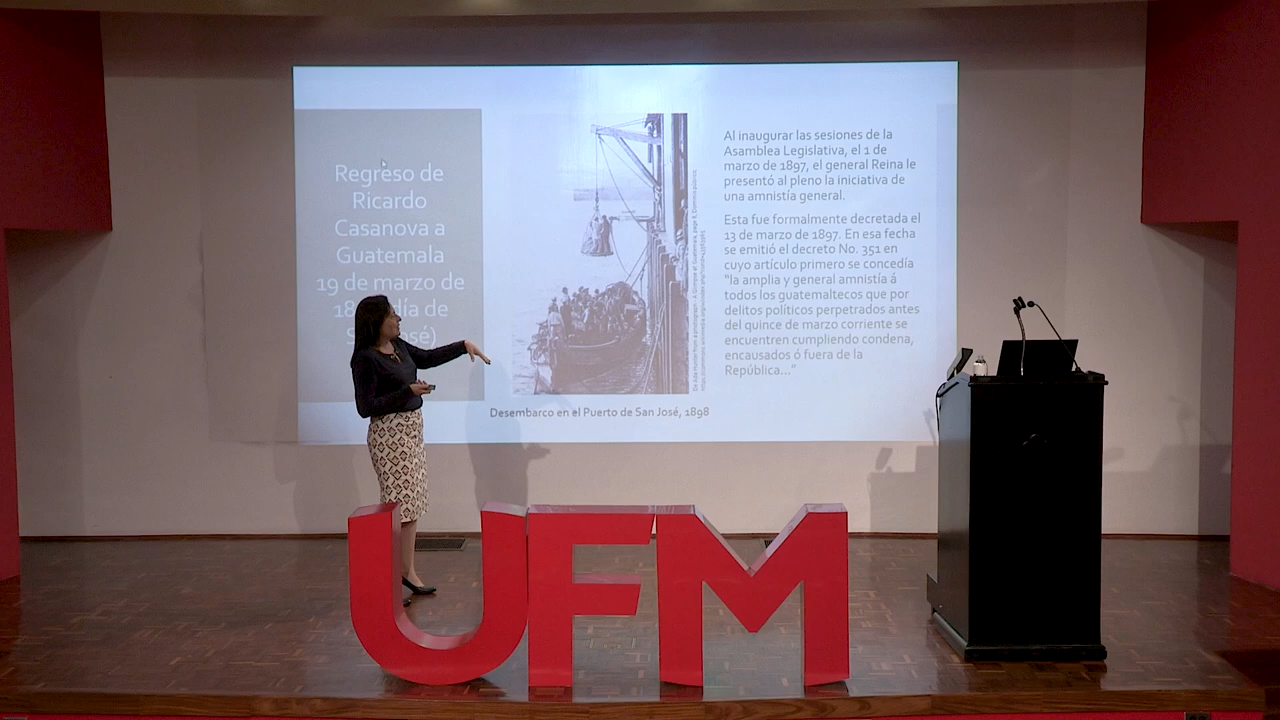 Regreso de
Ricardo
Casanova a
Guatemala
19 de marzo de
día de
Al inaugurar las sesiones de la
Asamblea Legislativa, el 1 de
marzo de 1897, el general Reina le
presentó al pleno la iniciativa de
una amnistía general.
Esta fue formalmente decretada el
13 de marzo de 1897. En esa fecha
se emitió el decreto No. 351 en
cuyo artículo primero se concedía
“la amplia y general amnistía á
todos los guatemaltecos que por
delitos políticos perpetrados antes
del quince de marzo corriente se
encuentren cumpliendo condena,
encausados ó fuera de la
República...”
Desembarco en el Puerto de San José, 1898
UFM